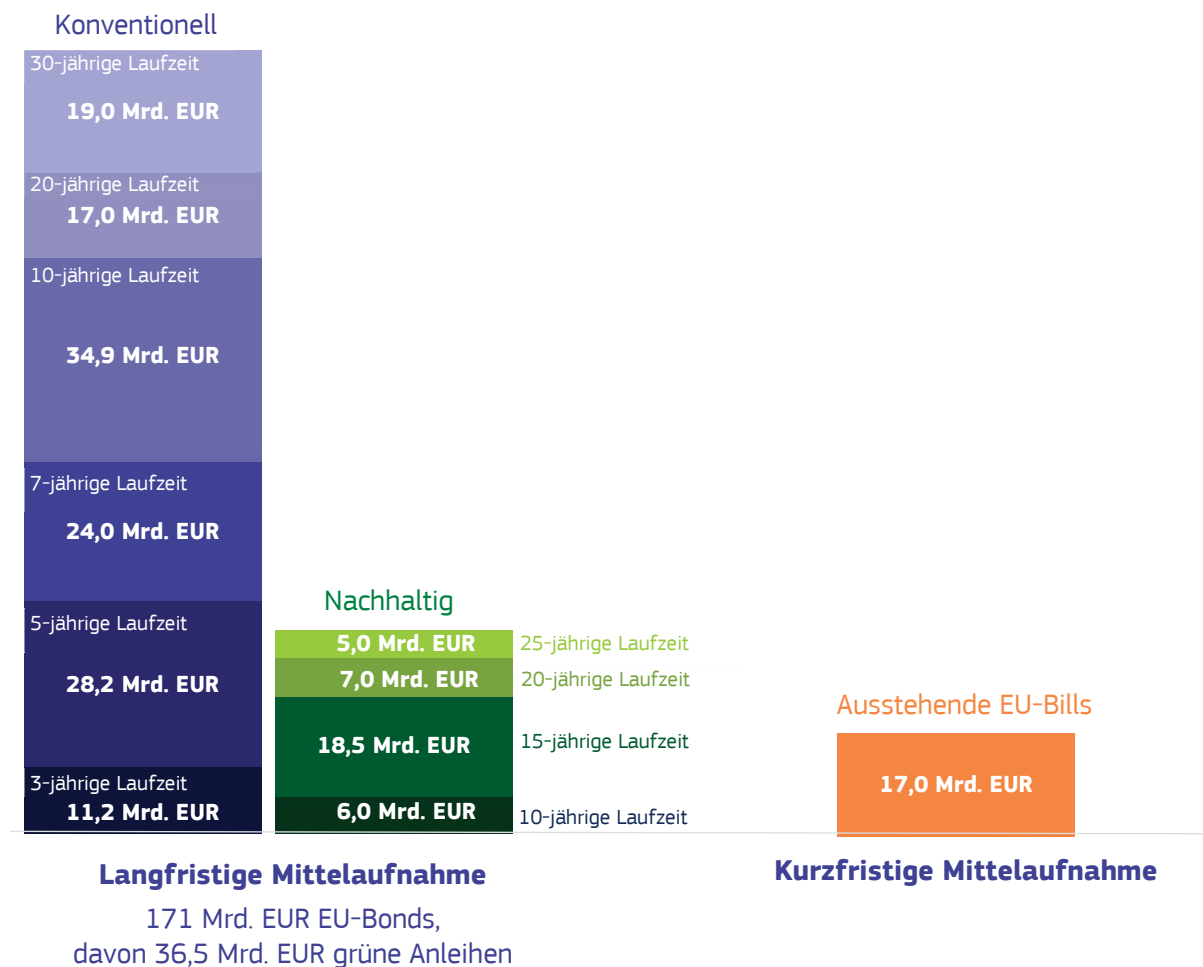 Konventionell
30-jährige Laufzeit
19,0 Mrd. EUR
20-jährige Laufzeit
17,0 Mrd. EUR
10-jährige Laufzeit
34,9 Mrd. EUR
7-jährige Laufzeit
24,0 Mrd. EUR
5-jährige Laufzeit
28,2 Mrd. EUR
3-jährige Laufzeit
11,2 Mrd. EUR
Nachhaltig
5,0 Mrd. EUR 25-jährige Laufzeit
7,0 Mrd. EUR 20-jährige Laufzeit
18,5 Mrd. EUR 15-jährige Laufzeit
6,0 Mrd. EUR 10-jährige Laufzeit
Langfristige Mittelaufnahme
171 Mrd. EUR EU-Bonds,
davon 36,5 Mrd. EUR grüne Anleihen
Ausstehende EU-Bills
17,0 Mrd. EUR
Kurzfristige Mittelaufnahme